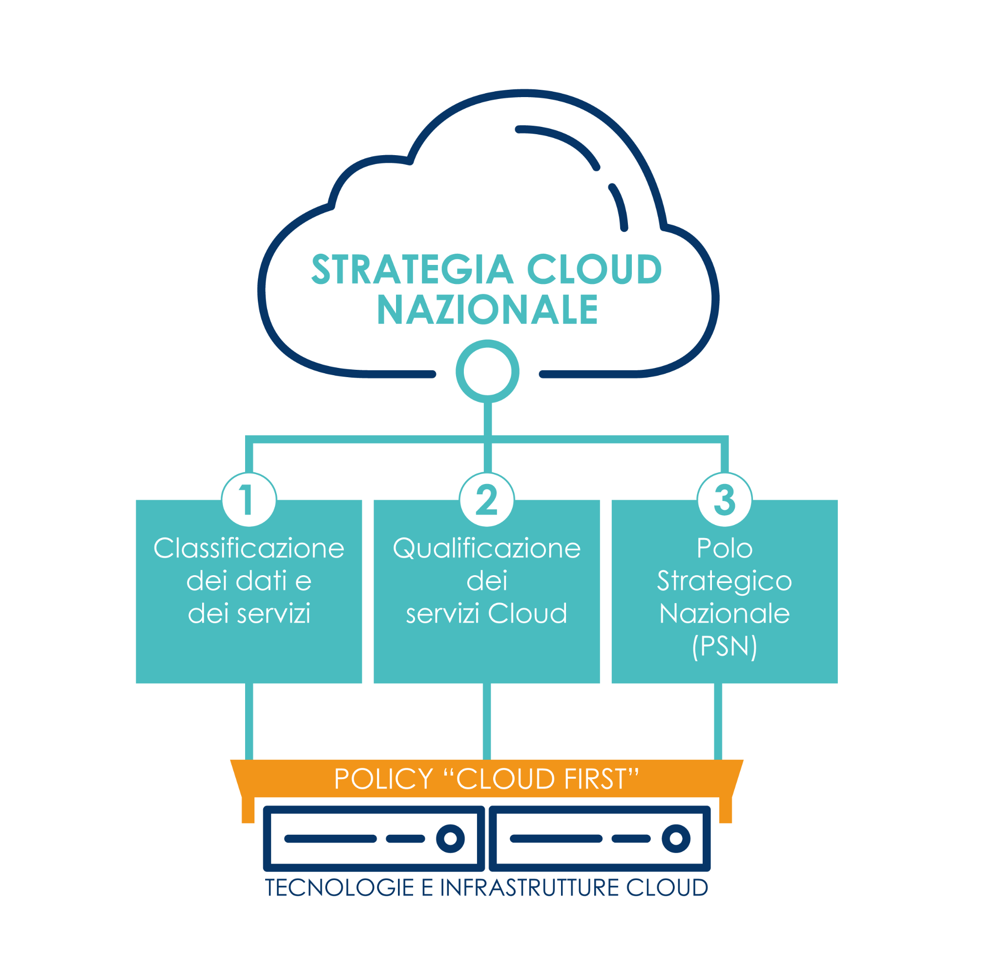 STRATEGIA CLOUD
NAZIONALE
1
Classificazione
dei dati e
dei servizi
2
Qualificazione
dei
servizi Cloud
3
Polo
Strategico
Nazionale
(PSN)
POLICY “CLOUD FIRST”
TECNOLOGIE E INFRASTRUTTURE CLOUD